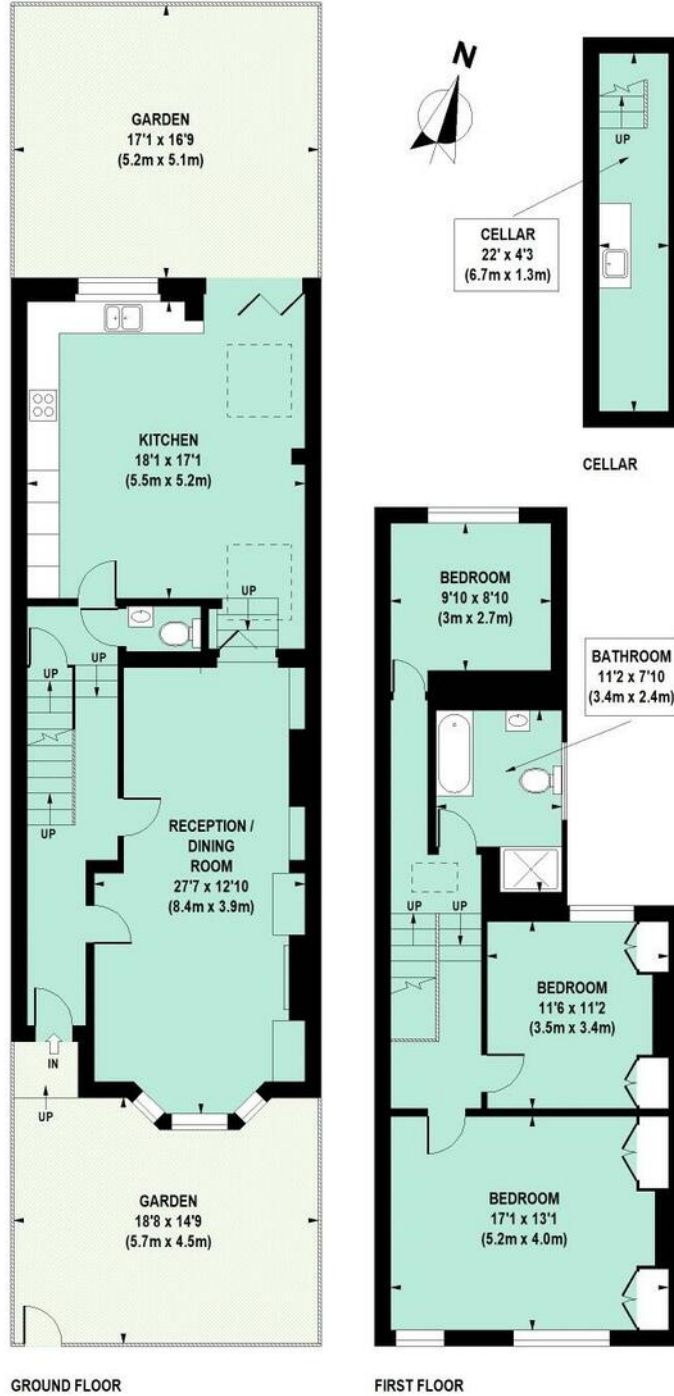 GARDEN
17'1 x 16'9
(5.2m x 5.1m)
N
UP
CELLAR
22' x 4'3
(6.7m x 1.3m)
CELLAR
KITCHEN
18'1 x 17'1
(5.5m x 5.2m)
UP
UP
UP
UP
RECEPTION /
DINING
ROOM
27'7 x 12'10
(8.4m x 3.9m)
IN
UP
GARDEN
18'8 x 14'9
(5.7m x 4.5m)
GROUND FLOOR
BEDROOM
9'10 x 8'10
(3m x 2.7m)
BATHROOM
11'2 x 7'10
(3.4m x 2.4m)
UP
UP
BEDROOM
11'6 x 11'2
(3.5m x 3.4m)
BEDROOM
17'1 x 13'1
(5.2m x 4.0m)
FIRST FLOOR